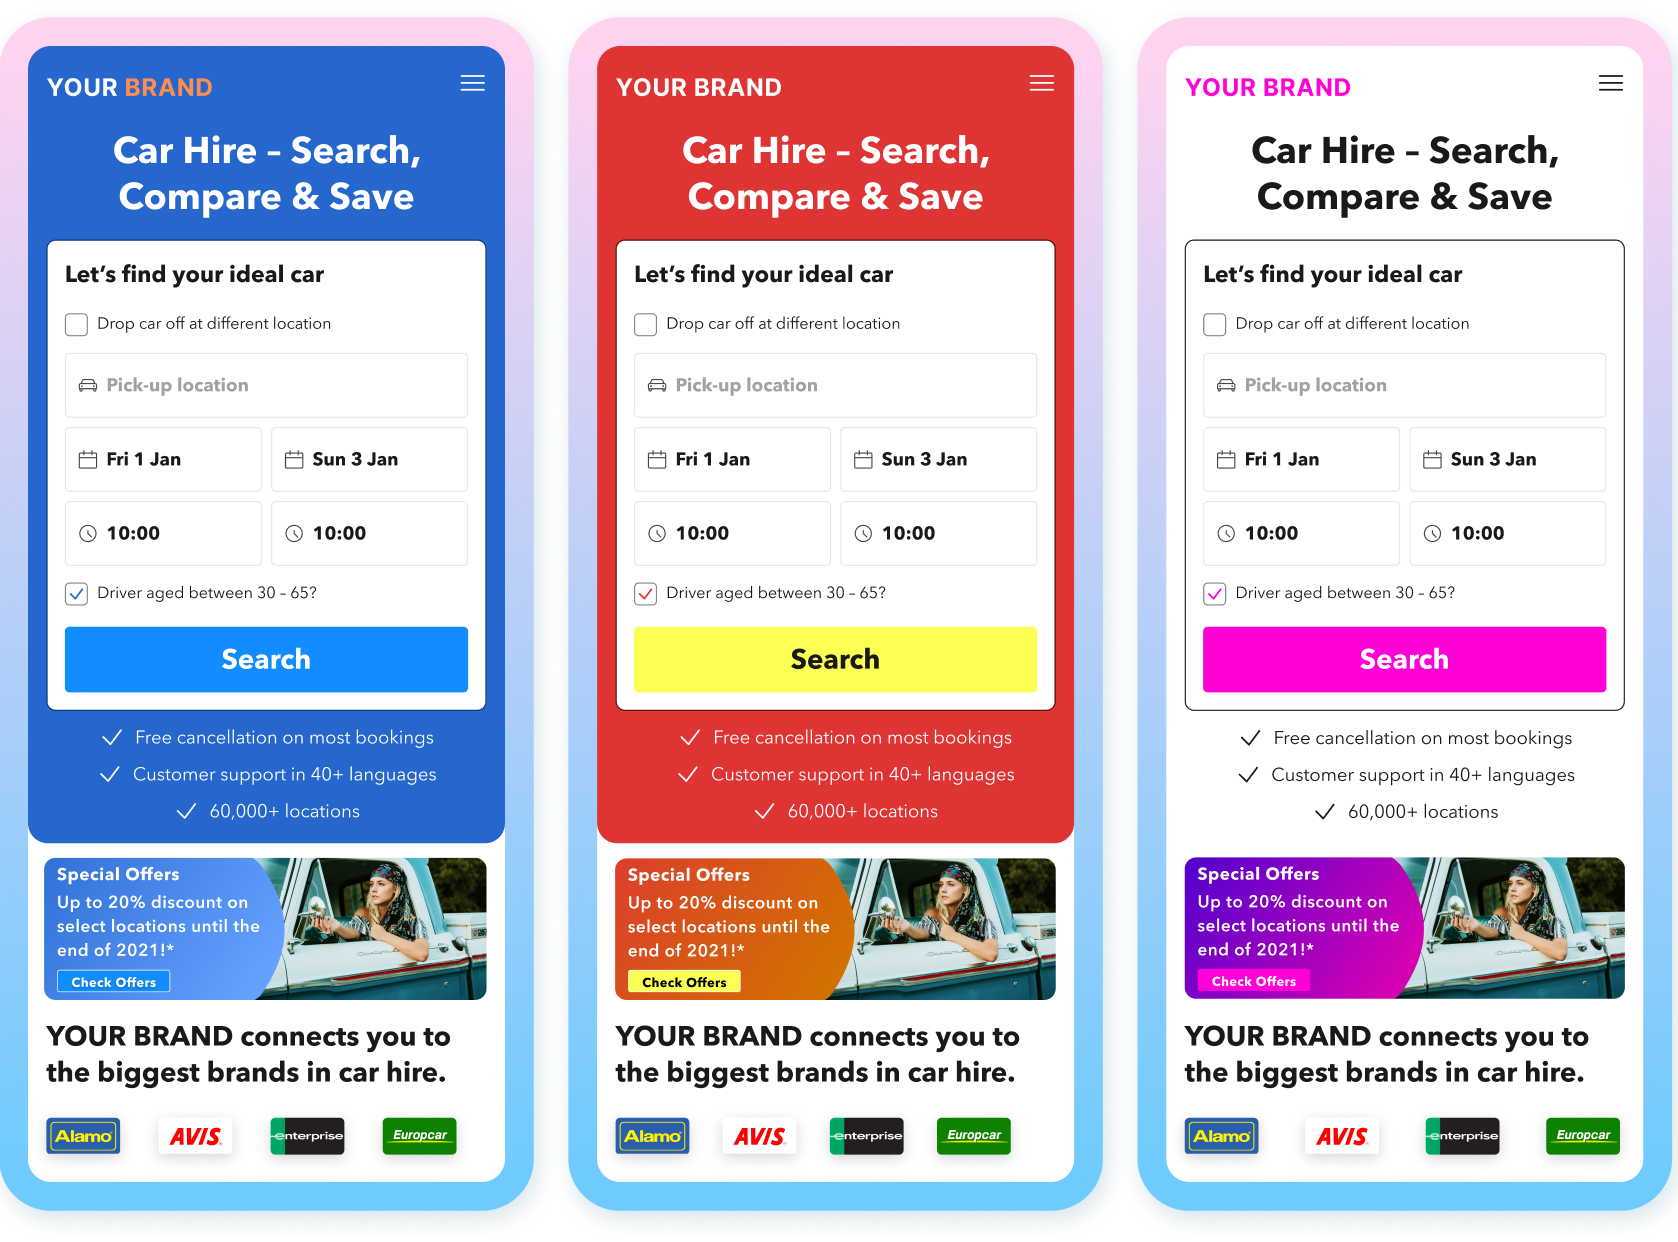 YOUR BRAND
Car Hire – Search,
Compare & Save
Let’s find your ideal car
Drop car off at different location
Pick-up location
Fri 1 Jan
Sun 3 Jan
10:00
10:00
Driver aged between 30 – 65?
Search
Free cancellation on most bookings
Customer support in 40+ languages
60,000+ locations
Special Offers
Up to 20% discount on
select locations until the
end of 2021!*
Check Offers
YOUR BRAND connects you to
the biggest brands in car hire.
Alamo
AVIS
enterprise
Europcar
YOUR BRAND
Car Hire – Search,
Compare & Save
Let’s find your ideal car
Drop car off at different location
Pick-up location
Fri 1 Jan
Sun 3 Jan
10:00
10:00
Driver aged between 30 – 65?
Search
Free cancellation on most bookings
Customer support in 40+ languages
60,000+ locations
Special Offers
Up to 20% discount on
select locations until the
end of 2021!*
Check Offers
YOUR BRAND connects you to
the biggest brands in car hire.
Alamo
AVIS
enterprise
Europcar
YOUR BRAND
Car Hire – Search,
Compare & Save
Let’s find your ideal car
Drop car off at different location
Pick-up location
Fri 1 Jan
Sun 3 Jan
10:00
10:00
Driver aged between 30 – 65?
Search
Free cancellation on most bookings
Customer support in 40+ languages
60,000+ locations
Special Offers
Up to 20% discount on
select locations until the
end of 2021!*
Check Offers
YOUR BRAND connects you to
the biggest brands in car hire.
Alamo
AVIS
enterprise
Europcar